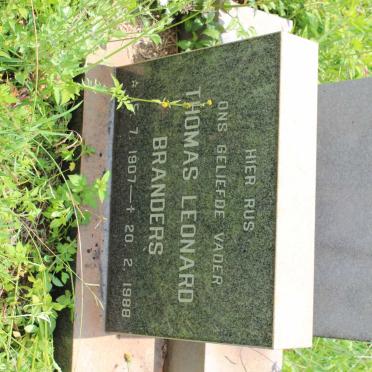 HIER RUS
ONS GELIEFDE VADER
THOMAS LEONARD
BRANDERS
7. 1907 — † 20. 2. 1988